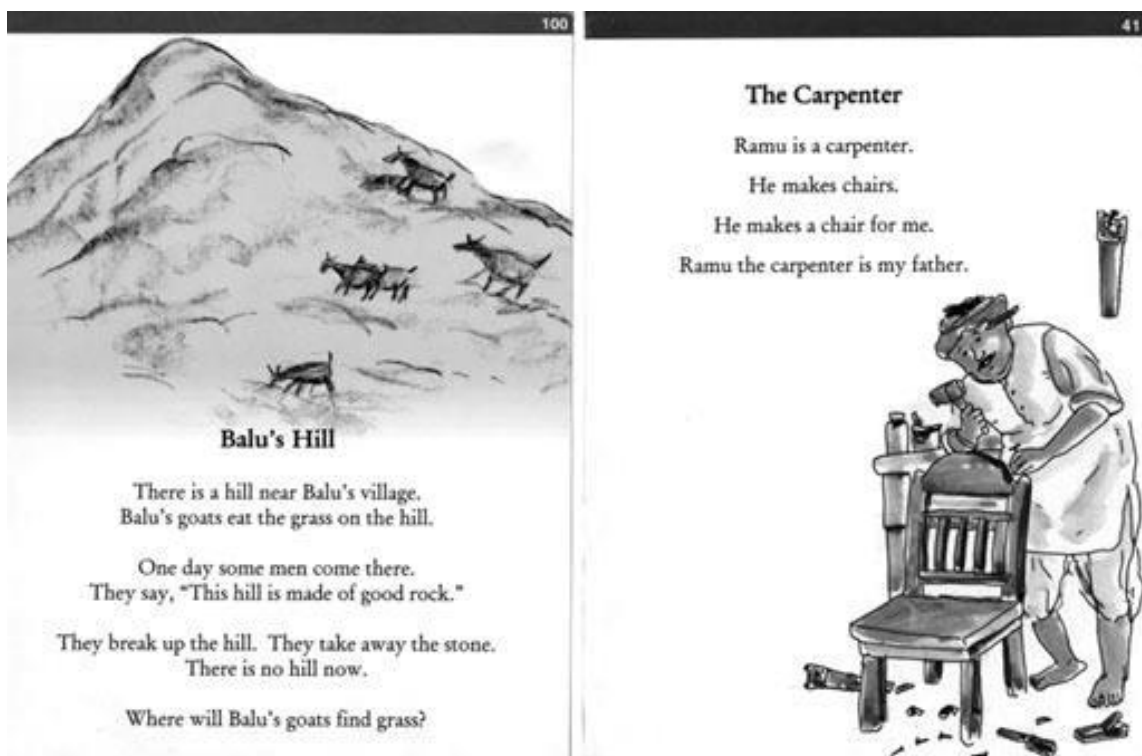 100
Balu's Hill
There is a hill near Balu's village.
Balu's goats eat the grass on the hill.
One day some men come there.
They say, "This hill is made of good rock."
They break up the hill. They take away the stone.
There is no hill now.
Where will Balu's goats find grass?
41
The Carpenter
Ramu is a carpenter.
He makes chairs.
He makes a chair for me.
Ramu the carpenter is my father.